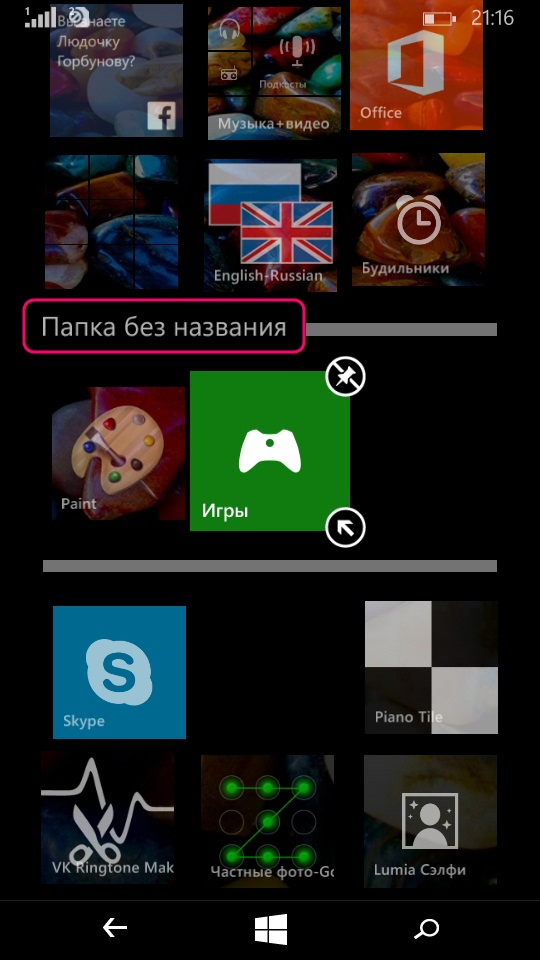 1
21:16
Вы знаете
Людочку
Горбунову?
Подкасты
Музыка+видео
Office
English-Russian
Будильники
Папка без названия
Paint
Игры
Skype
Piano Tile
VK Ringtone Mak
Частные фото-Go
Lumia Сэлфи